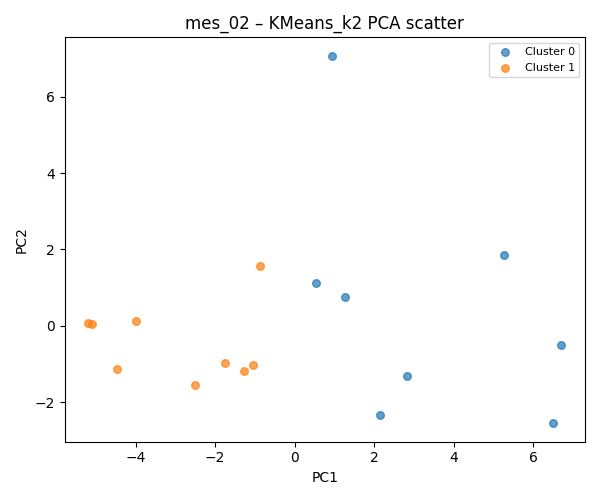 mes_02 – KMeans_k2 PCA scatter
Cluster 0
Cluster 1
PC2
6
4
2
0
−2
−4
−2
0
2
4
6
PC1